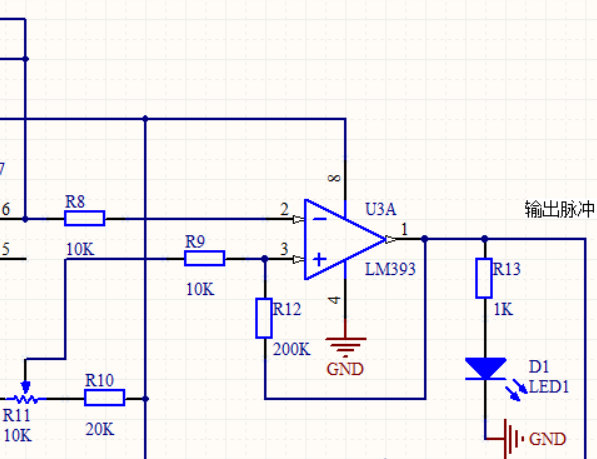 7
6
5
R8
10K
R9
10K
R12
200K
R10
20K
R11
10K
2
3
8
4
1
U3A
LM393
GND
输出脉冲
R13
1K
D1
LED1
GND